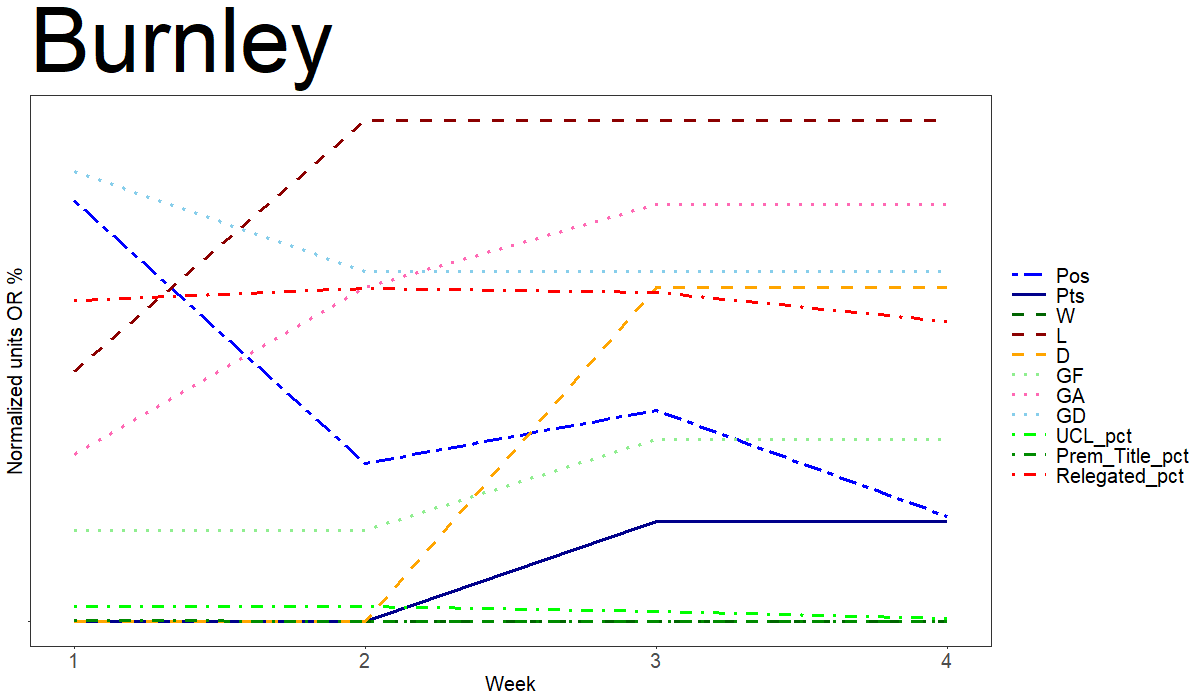 Burnley
Normalized units OR %
Pos
Pts
W
L
D
GF
GA
GD
UCL_pct
Prem_Title_pct
Relegated_pct
1 2 3 4
Week